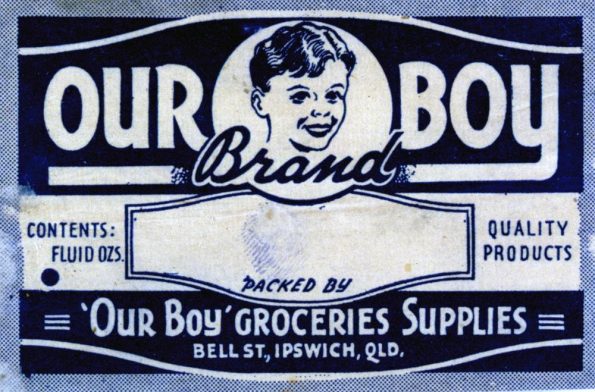 OUR BOY
Brand
CONTENTS:
FLUID OZS.
QUALITY
PRODUCTS
PACKED BY
'OUR BOY' GROCERIES SUPPLIES
BELL ST., IPSWICH, QLD.